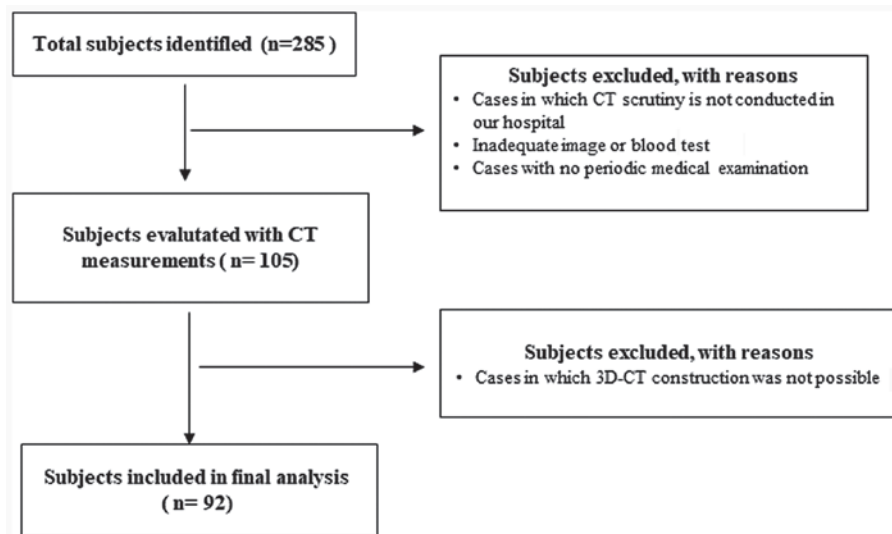 Total subjects identified (n=285 )
Subjects excluded, with reasons
• Cases in which CT scrutiny is not conducted in
our hospital
• Inadequate image or blood test
• Cases with no periodic medical examination
Subjects evalutated with CT
measurements ( n= 105)
Subjects excluded, with reasons
• Cases in which 3D-CT construction was not possible
Subjects included in final analysis
( n= 92)